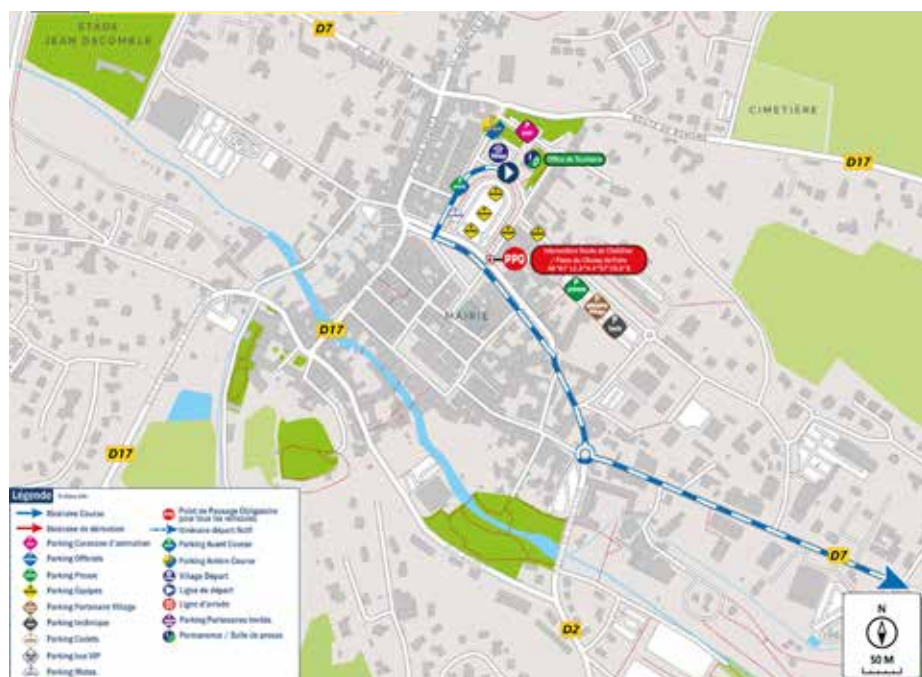 STADE
JEAN DACOMBLE
D7
CIMETIÈRE
D17
Office de Tourisme
PPO
MAIRIE
D17
D17
D7
D2
Légende
Itinéraire Course
Itinéraire de dérivation
Parking Caravane d'animation
Parking Officiels
Parking Presse
Parking Équipes
Parking Partenaire Village
Parking technique
Parking Cadets
Parking bus VIP
Parking Motos
Point de Passage Obligatoire
pour tous les véhicules
Itinéraire départ fictif
Parking Avant Course
Parking Arrière Course
Village Départ
Ligne de départ
Ligne d'arrivée
Parking Partenaires Invités
Permanence / Salle de presse
N
50 M